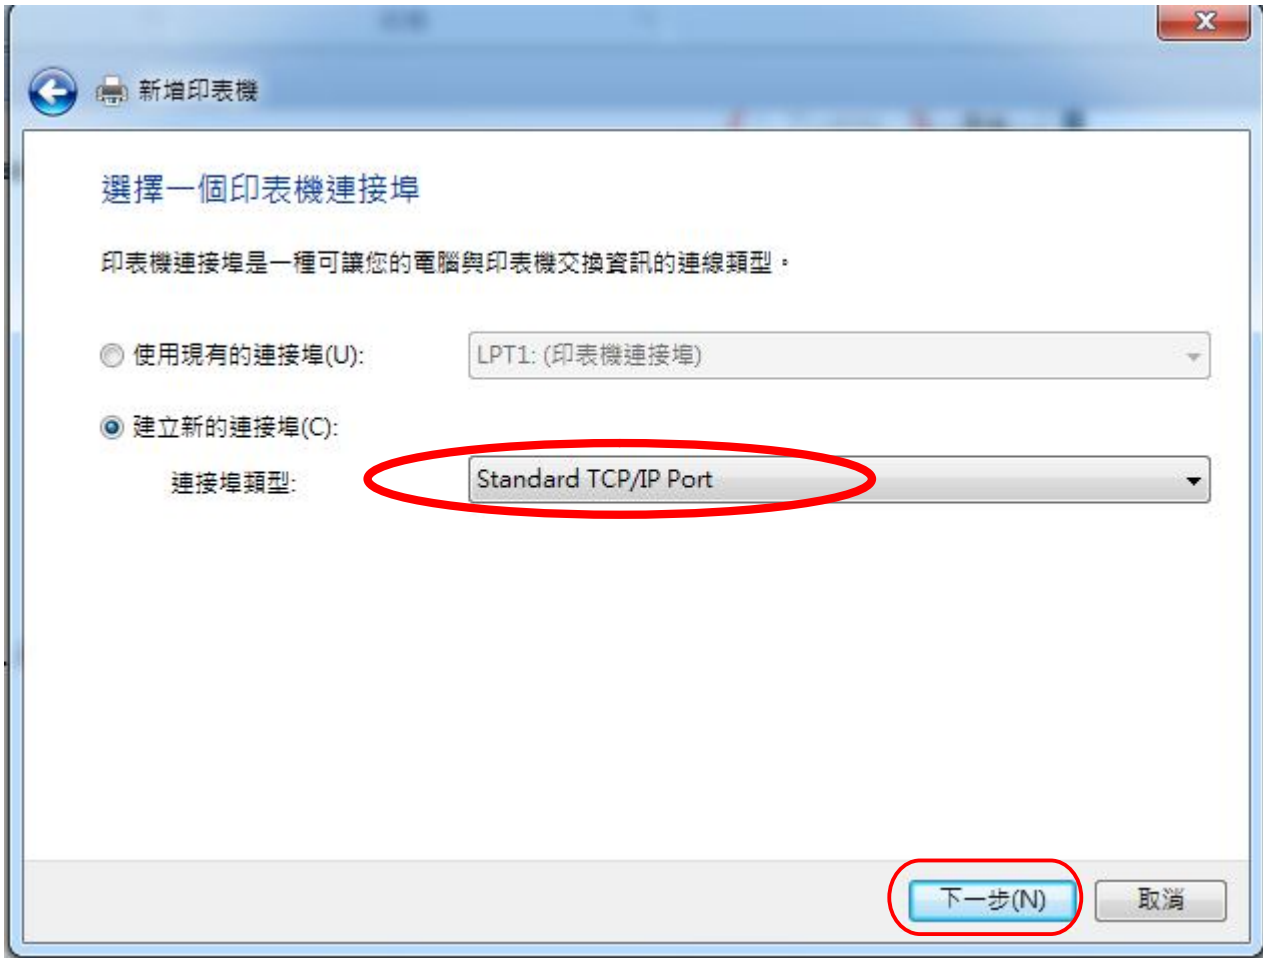 新增印表機
選擇一個印表機連接埠
印表機連接埠是一種可讓您的電腦與印表機交換資訊的連線類型。
使用現有的連接埠(U): LPT1: (印表機連接埠)
建立新的連接埠(C):
連接埠類型: Standard TCP/IP Port
下一步(N) 取消